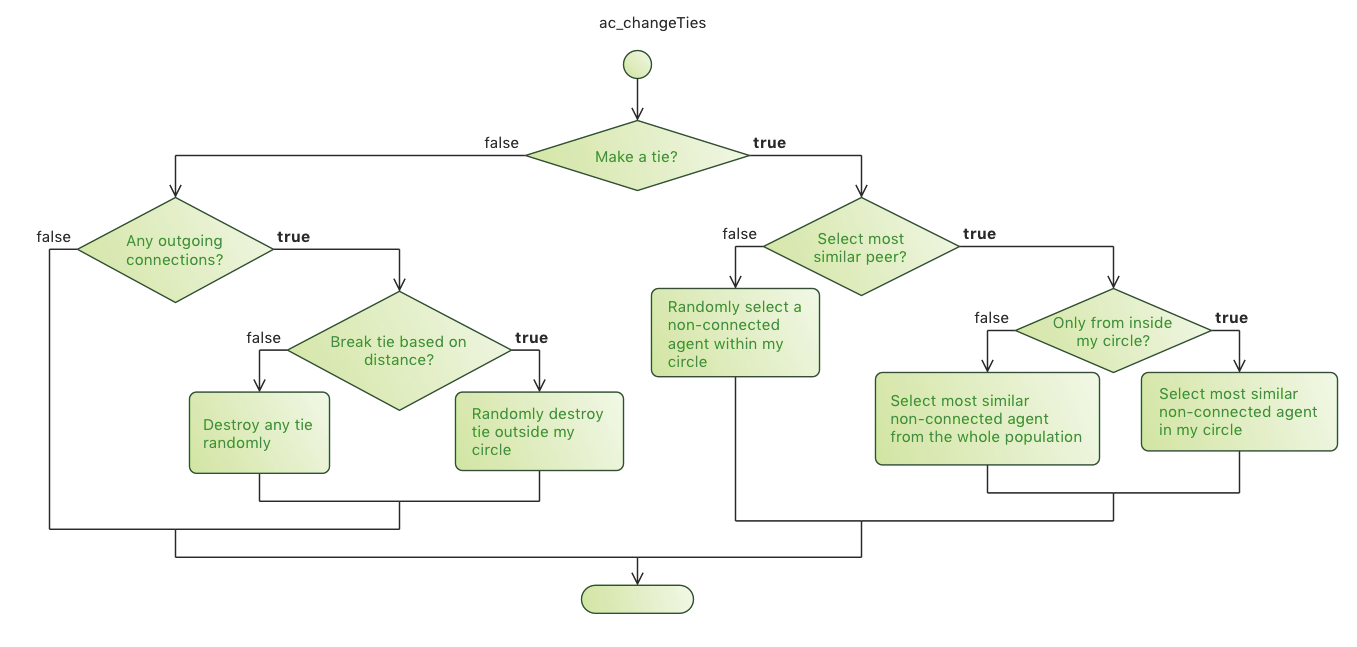 ac_changeTies
false
Make a tie?
true
false
Any outgoing
connections?
true
false
Select most
similar peer?
true
false
Break tie based on
distance?
true
Randomly select a
non-connected
agent within my
circle
false
Only from inside
my circle?
true
Destroy any tie
randomly
Randomly destroy
tie outside my
circle
Select most similar
non-connected agent
from the whole population
Select most similar
non-connected agent
in my circle